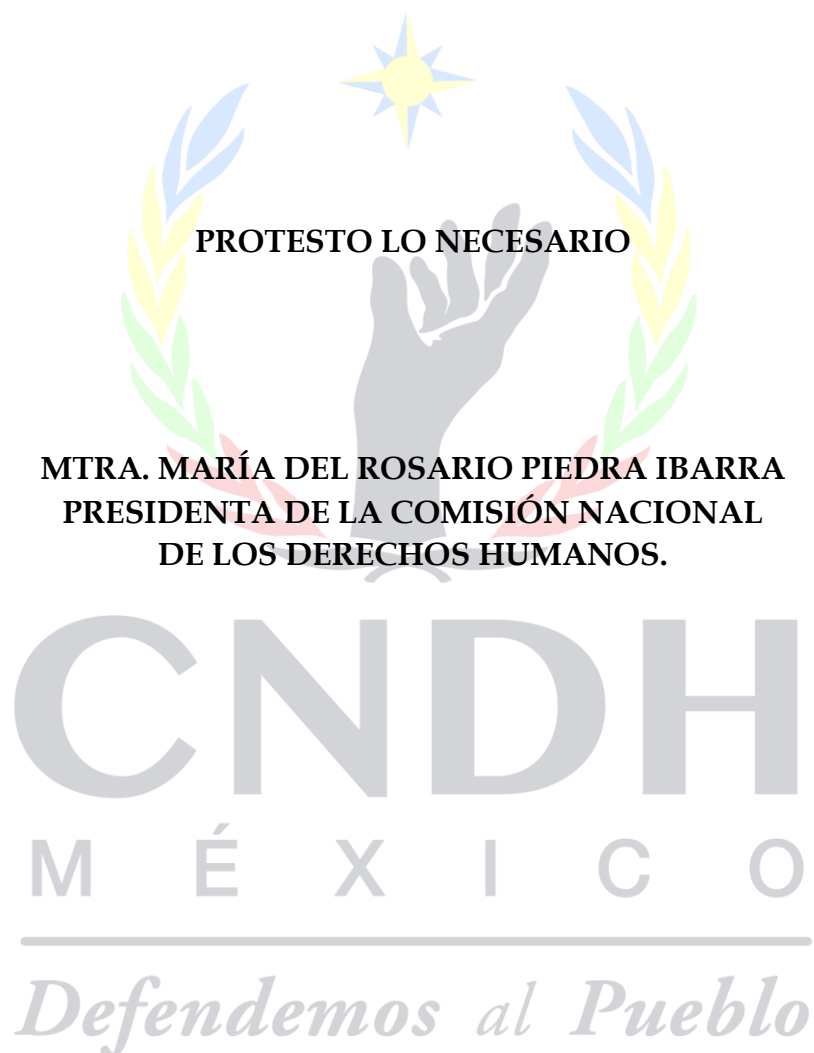 PROTESTO LO NECESARIO
MTRA. MARÍA DEL ROSARIO PIEDRA IBARRA
PRESIDENTA DE LA COMISIÓN NACIONAL
DE LOS DERECHOS HUMANOS.
CNDH
MÉXICO
Defendemos al Pueblo